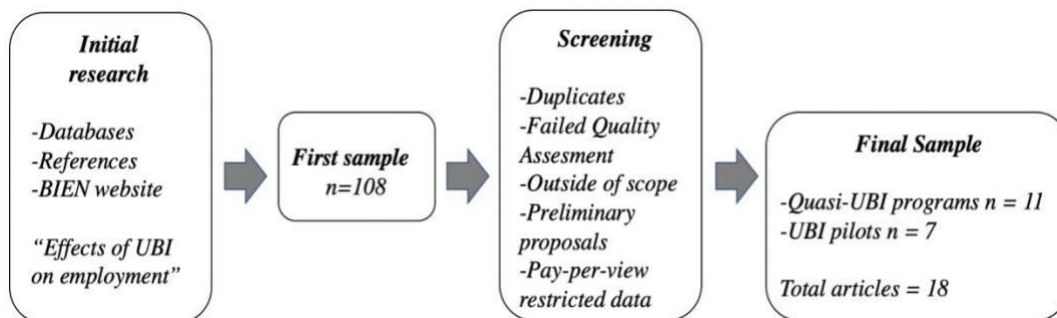 Initial
research
-Databases
-References
-BIEN website
“Effects of UBI
on employment”
First sample
n=108
Screening
-Duplicates
-Failed Quality
Assesment
-Outside of scope
-Preliminary
proposals
-Pay-per-view
restricted data
Final Sample
-Quasi-UBI programs n = 11
-UBI pilots n = 7
Total articles = 18